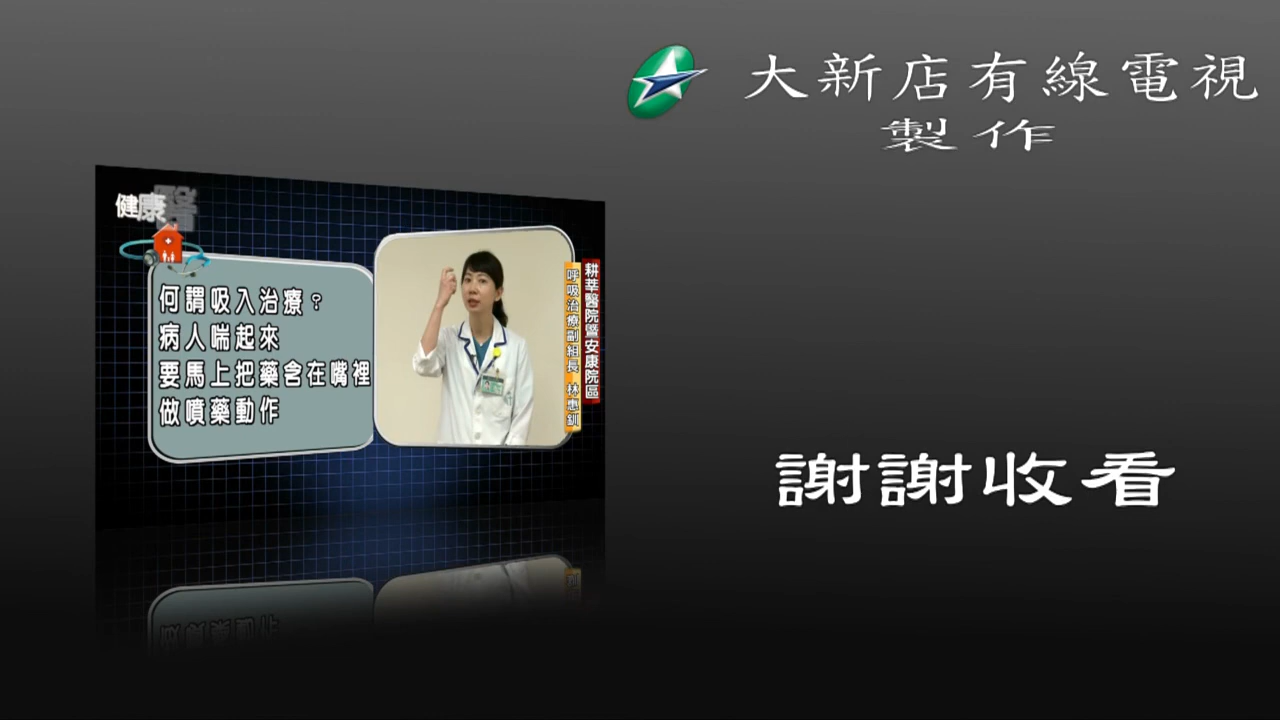 大新店有線電視
製作
健康醫
何謂吸入治療？
病人喘起來
要馬上把藥含在嘴裡
做噴藥動作
耕莘醫院暨安康院區
呼吸治療副組長 林惠釧
謝謝收看